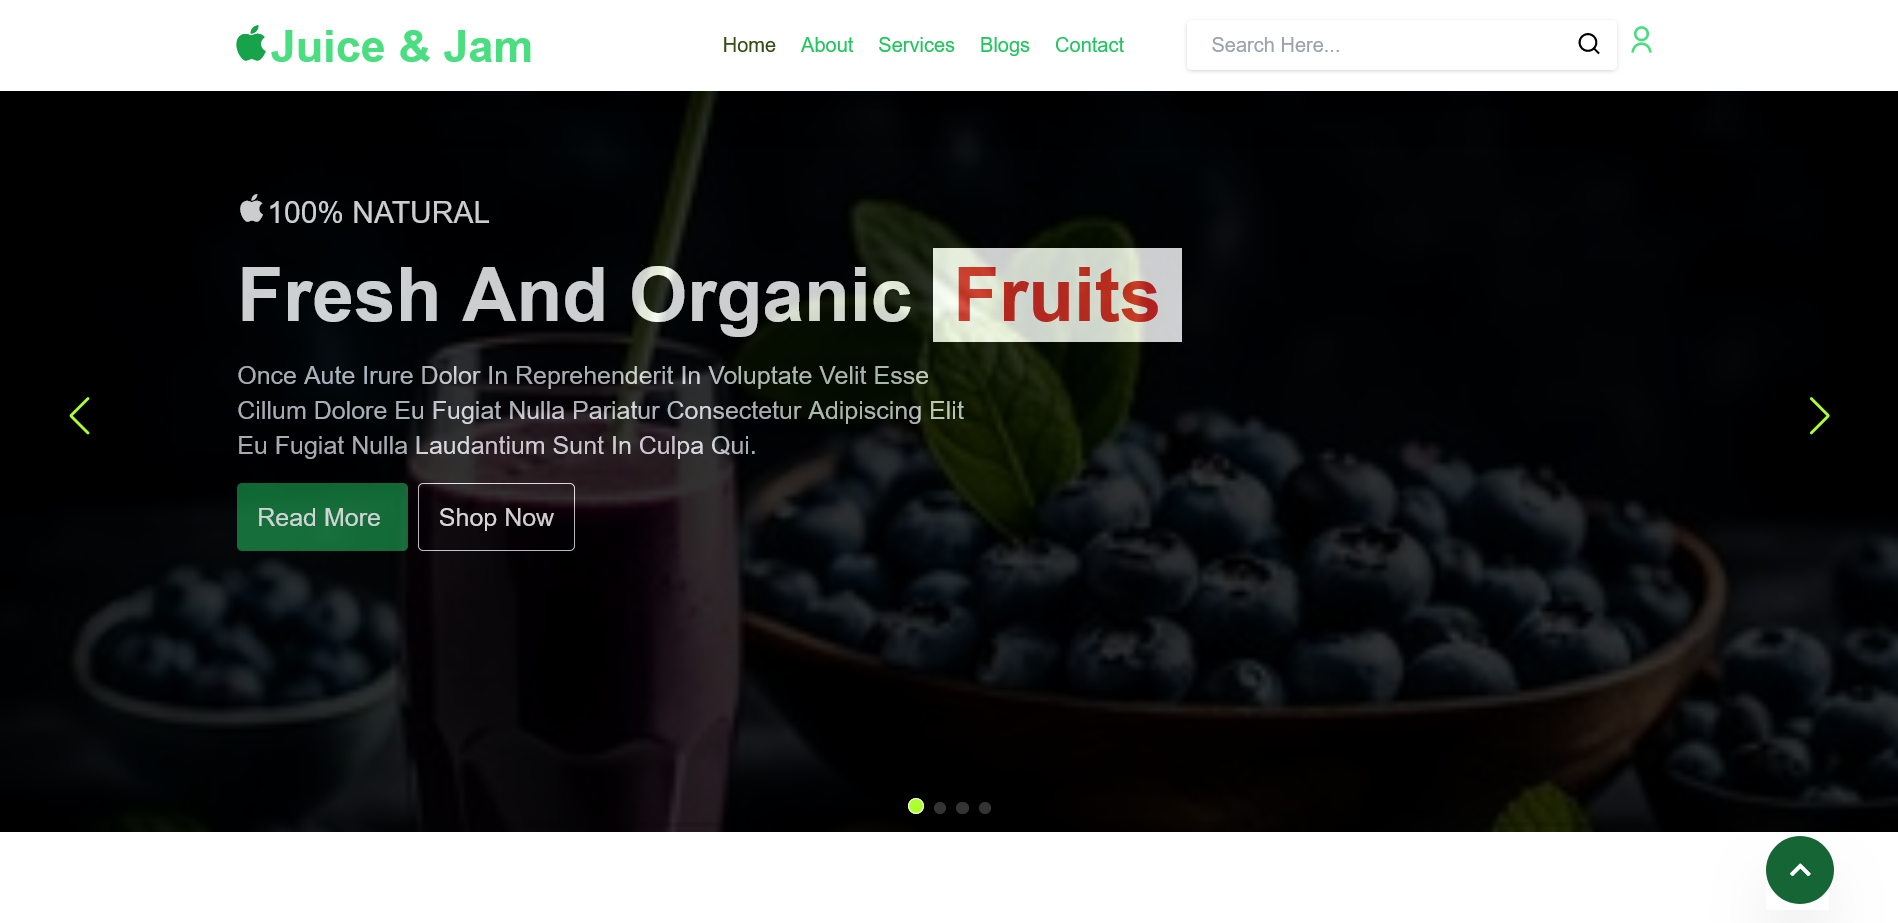 Juice & Jam
Home About Services Blogs Contact
Search Here...
100% NATURAL
Fresh And Organic Fruits
Once Aute Irure Dolor In Reprehenderit In Voluptate Velit Esse
Cillum Dolore Eu Fugiat Nulla Pariatur Consectetur Adipiscing Elit
Eu Fugiat Nulla Laudantium Sunt In Culpa Qui.
Read More Shop Now